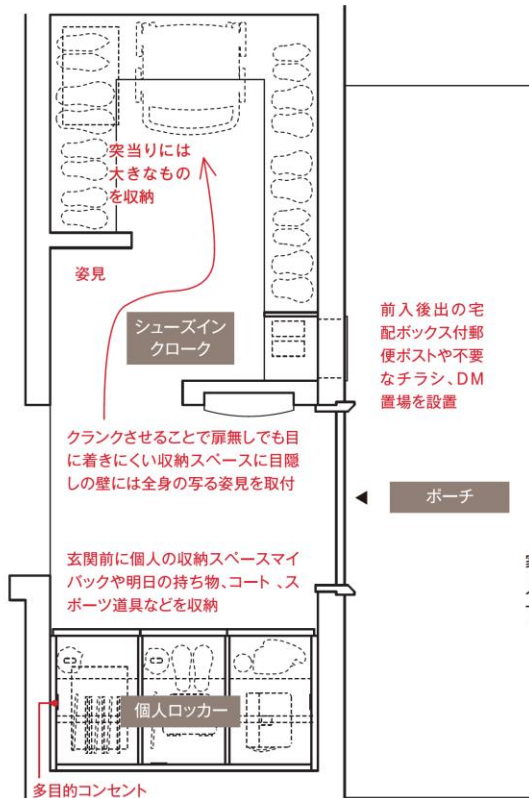 突当りには
大きなもの
を収納
姿見
シューズイン
クローク
前入後出の宅
配ボックス付郵
便ポストや不要
なチラシ、DM
置場を設置
クランクさせることで扉無しでも目
に着きにくい収納スペースに目隠
しの壁には全身の写る姿見を取付
ポーチ
玄関前に個人の収納スペースマイ
バックや明日の持ち物、コート 、ス
ポーツ道具などを収納
個人ロッカー
多目的コンセント